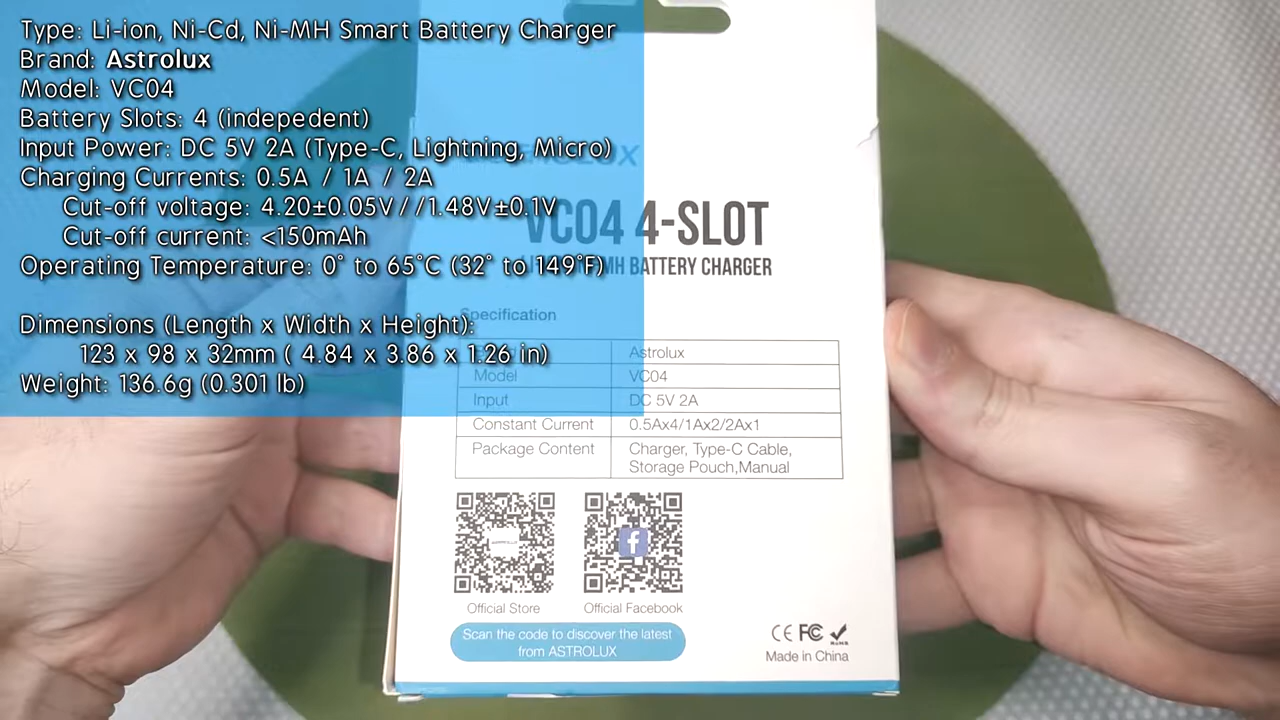 Type: Li-ion, Ni-Cd, Ni-MH Smart Battery Charger
Brand: Astrolux
Model: VC04
Battery Slots: 4 (indepedent)
Input Power: DC 5V 2A (Type-C, Lightning, Micro)
Charging Currents: 0.5A / 1A / 2A
Cut-off voltage: 4.20±0.05V//1.48V±0.1V
Cut-off current: <150mAh
Operating Temperature: 0° to 65°C (32° to 149°F)
Dimensions (Length x Width x Height):
123 x 98 x 32mm ( 4.84 x 3.86 x 1.26 in)
Weight: 136.6g (0.301 lb)
VC04 4-SLOT
BATTERY CHARGER
Specification
Astrolux
Model VC04
Input DC 5V 2A
Constant Current 0.5Ax4/1Ax2/2Ax1
Package Content Charger, Type-C Cable,
Storage Pouch,Manual
Official Store Official Facebook
Scan the code to discover the latest
from ASTROLUX
CE FC RoHS
Made in China